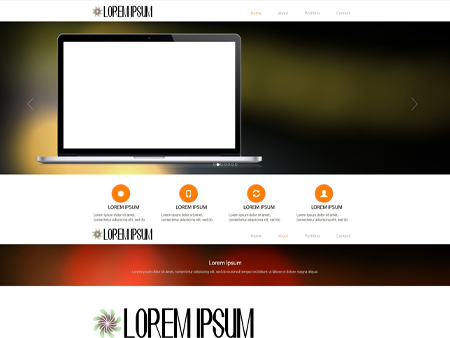 LOREM IPSUM
Home About Portfolio Contact
LOREM IPSUM LOREM IPSUM LOREM IPSUM LOREM IPSUM
Lorem ipsum dolor sit amet, Lorem ipsum dolor sit amet, Lorem ipsum dolor sit amet, Lorem ipsum dolor sit amet,
consectetur adipiscing elit, sed do consectetur adipiscing elit, sed do consectetur adipiscing elit, sed do consectetur adipiscing elit, sed do
LOREM IPSUM
Home About Portfolio Contact
Lorem ipsum
Lorem ipsum dolor sit amet, consectetur adipiscing elit, sed do eiusmod tempor incididunt ut labore et dolore magna aliqua
LOREM IPSUM